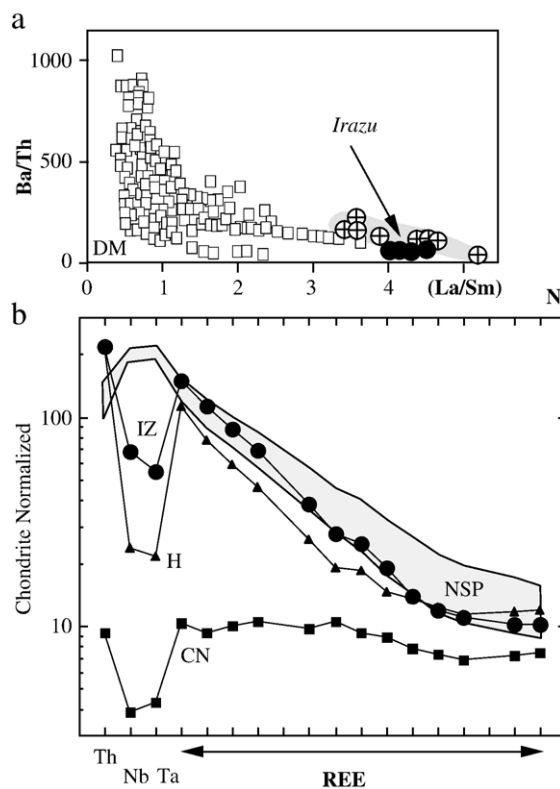 a
1000
500
0
Ba/Th
Irazu
DM
0
1
2
3
4
(La/Sm)
N
b
100
10
Chondrite Normalized
IZ
H
NSP
CN
Th
Nb
Ta
REE